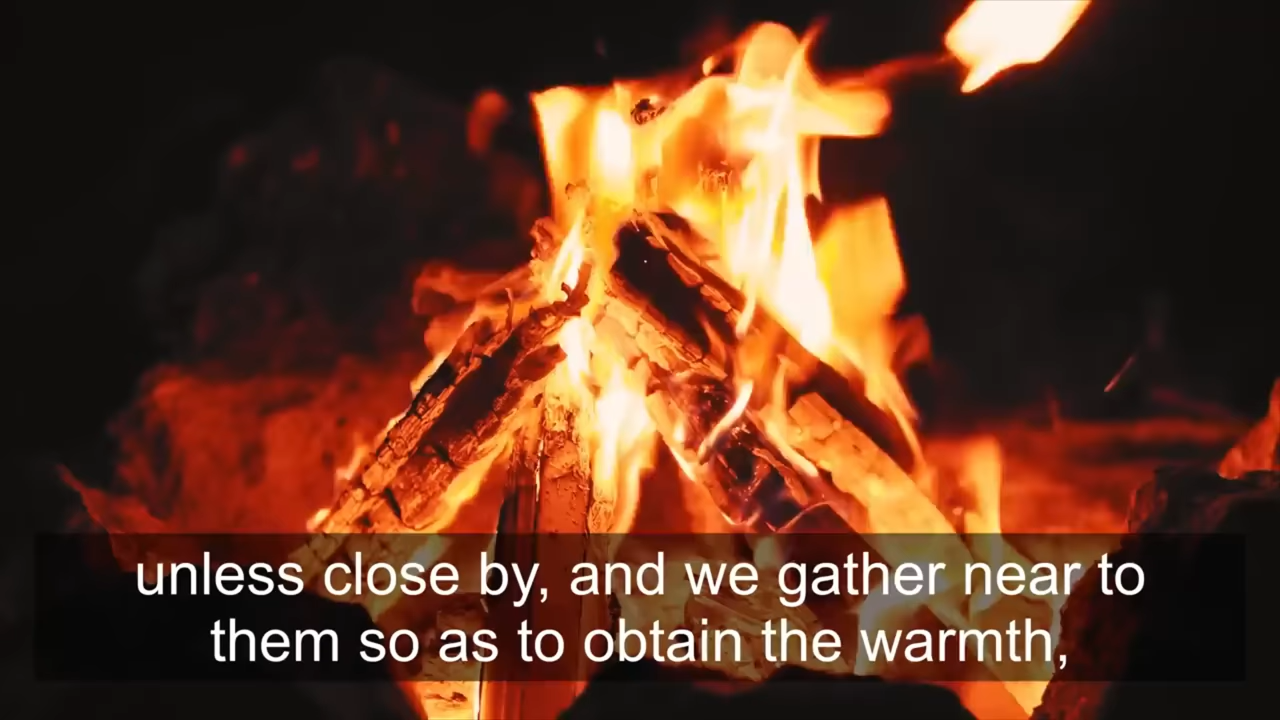 unless close by, and we gather near to
them so as to obtain the warmth,